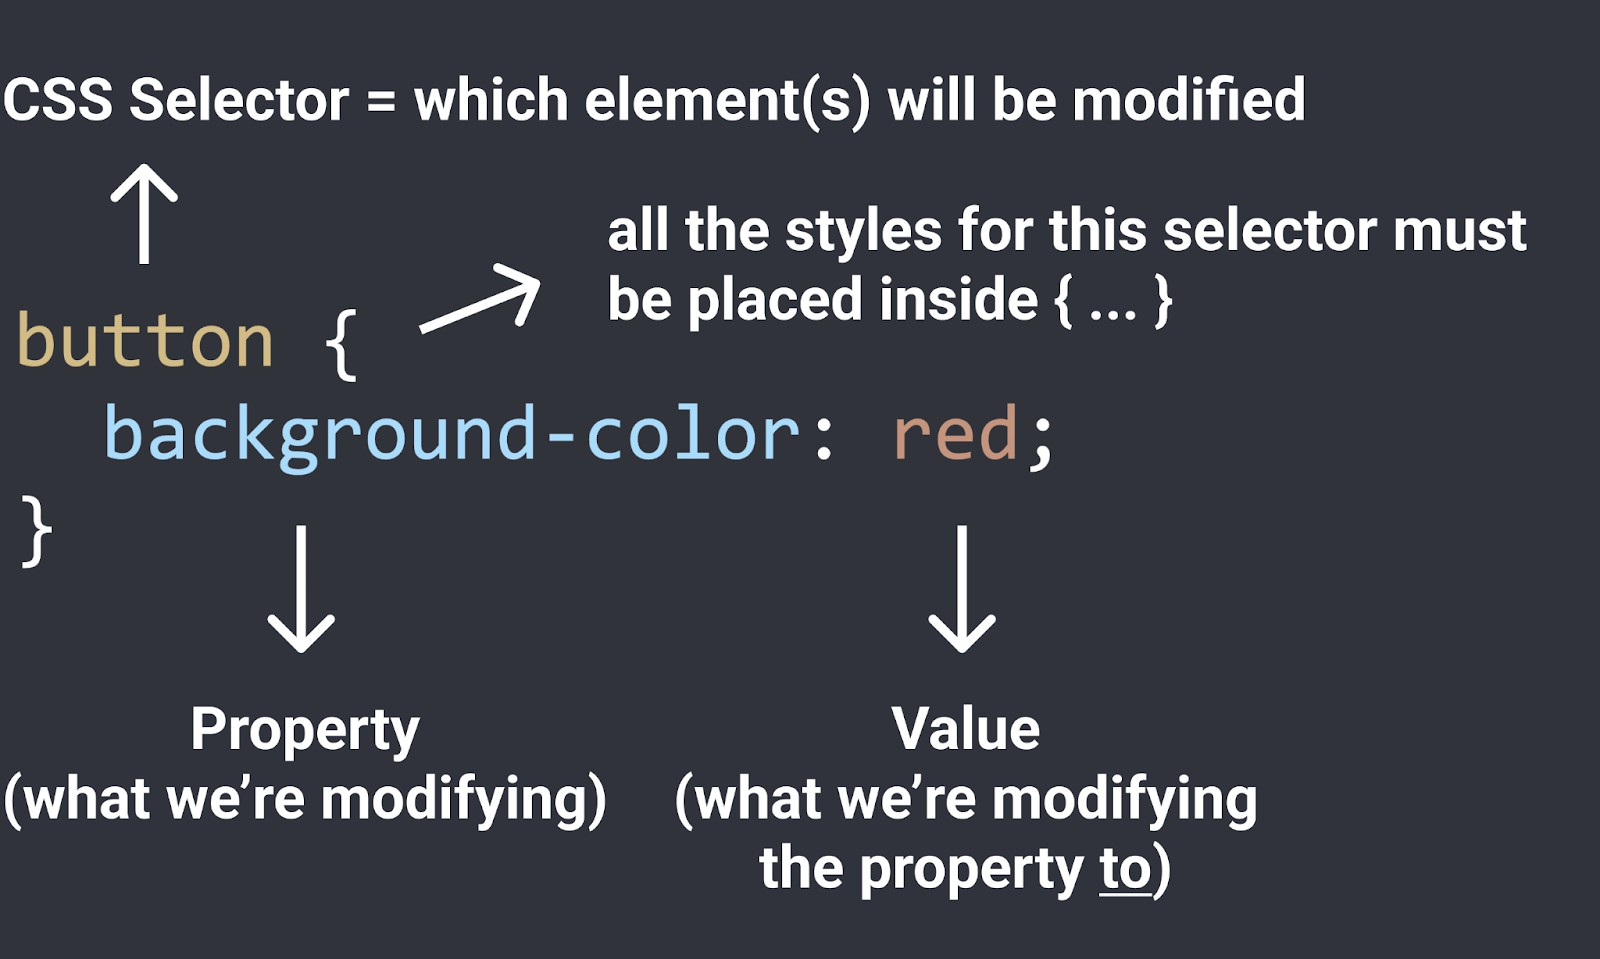 CSS Selector = which element(s) will be modified
all the styles for this selector must
be placed inside { ... }
button {
background-color: red;
}
Property
(what we’re modifying)
Value
(what we’re modifying
the property to)